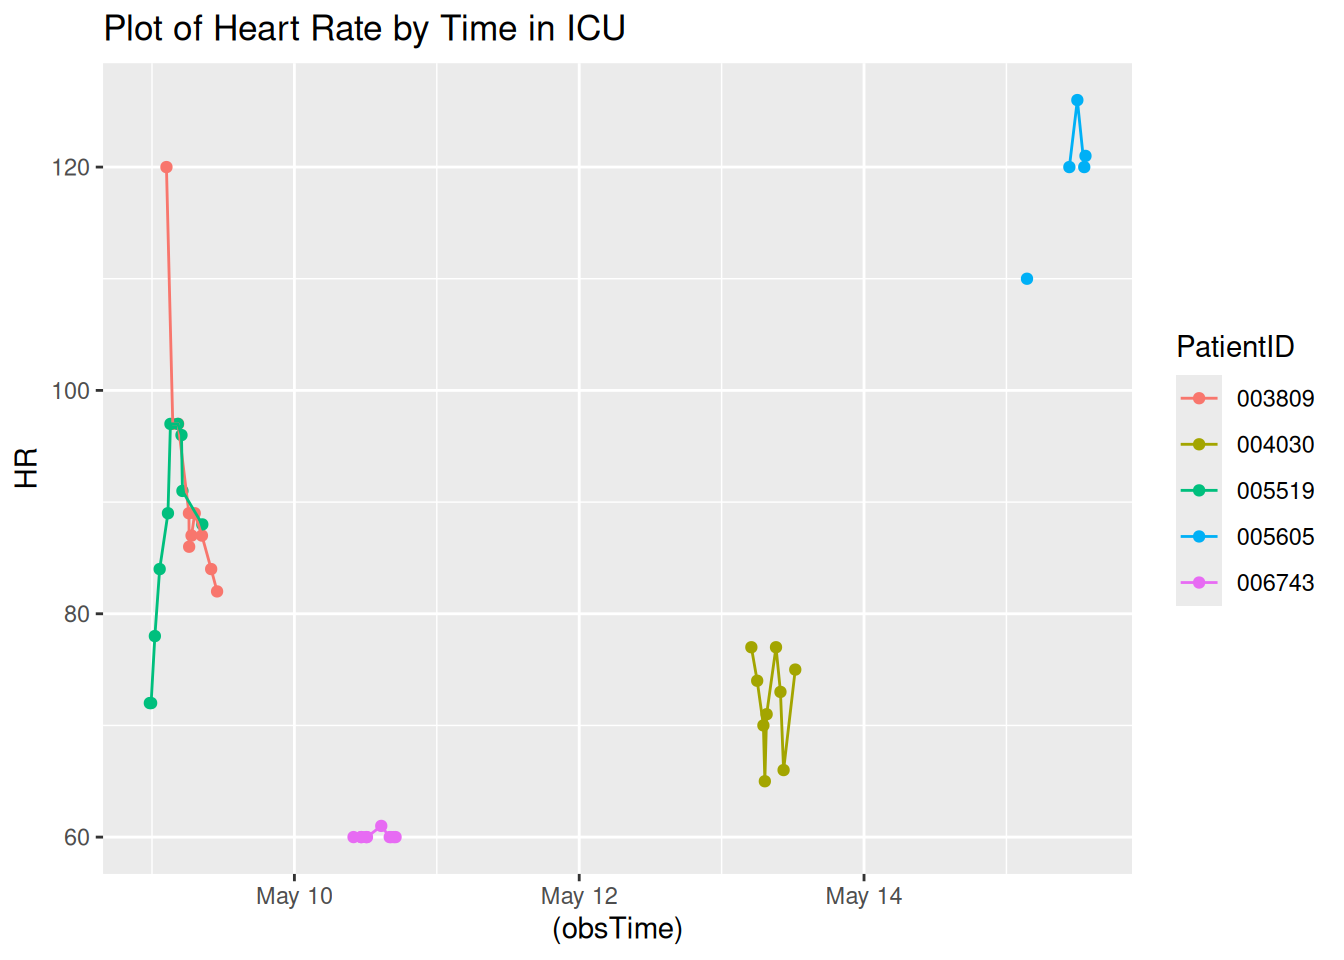 Plot of Heart Rate by Time in ICU
120
100
80
60
HR
May 10
May 12
May 14
(obsTime)
PatientID
003809
004030
005519
005605
006743